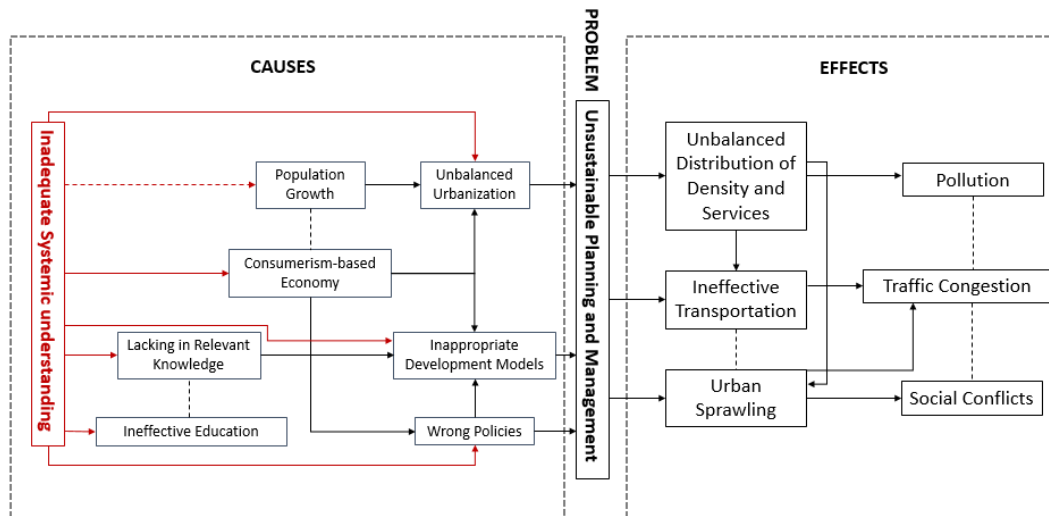 CAUSES
PROBLEM
EFFECTS
Inadequate Systemic understanding
Population
Growth
Unbalanced
Urbanization
Consumerism-based
Economy
Lacking in Relevant
Knowledge
Inappropriate
Development Models
Ineffective Education
Wrong Policies
Unsustainable Planning and Management
Unbalanced
Distribution of
Density and
Services
Pollution
Ineffective
Transportation
Traffic Congestion
Urban
Sprawling
Social Conflicts